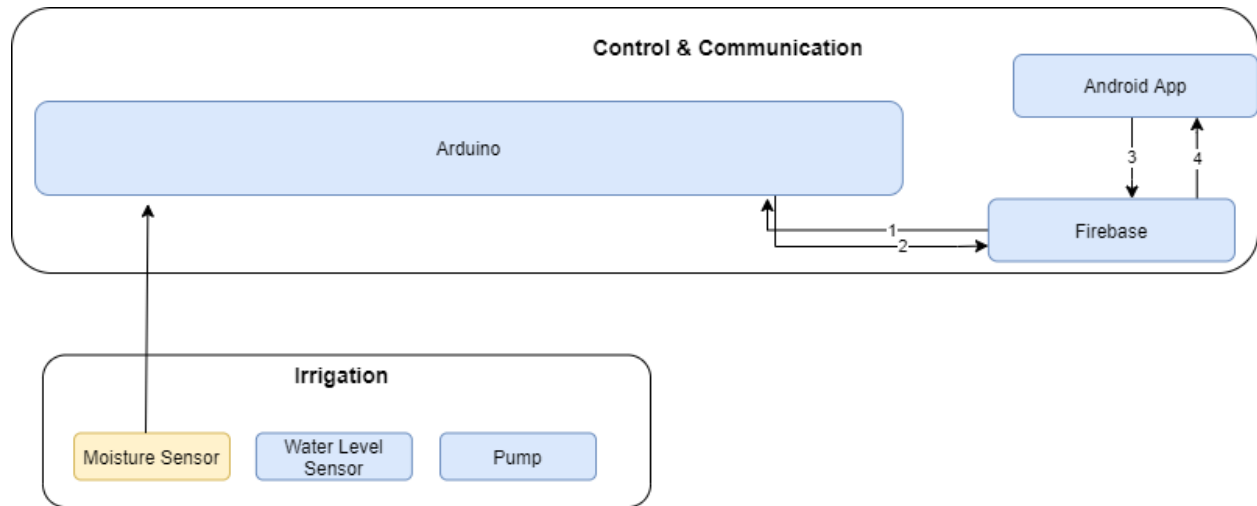 Control & Communication
Android App
Arduino
3
4
1
2
Firebase
Irrigation
Moisture Sensor
Water Level
Sensor
Pump